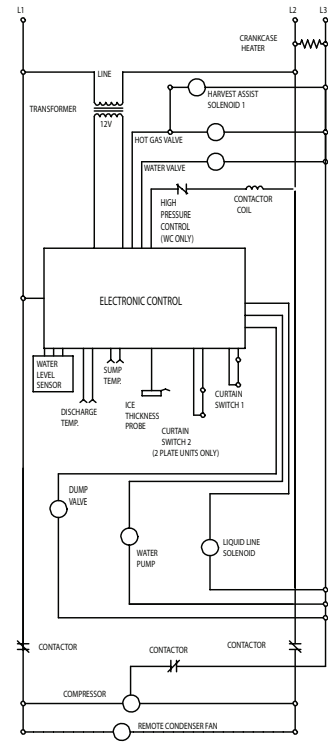 L1
L2
L3
CRANKCASE
HEATER
LINE
TRANSFORMER
12V
HARVEST ASSIST
SOLENOID 1
HOT GAS VALVE
WATER VALVE
HIGH
PRESSURE
CONTROL
(WC ONLY)
CONTACTOR
COIL
ELECTRONIC CONTROL
WATER
LEVEL
SENSOR
DISCHARGE
TEMP.
SUMP
TEMP.
ICE
THICKNESS
PROBE
CURTAIN
SWITCH 2
(2 PLATE UNITS ONLY)
CURTAIN
SWITCH 1
DUMP
VALVE
WATER
PUMP
LIQUID LINE
SOLENOID
CONTACTOR
CONTACTOR
CONTACTOR
COMPRESSOR
REMOTE CONDENSER FAN